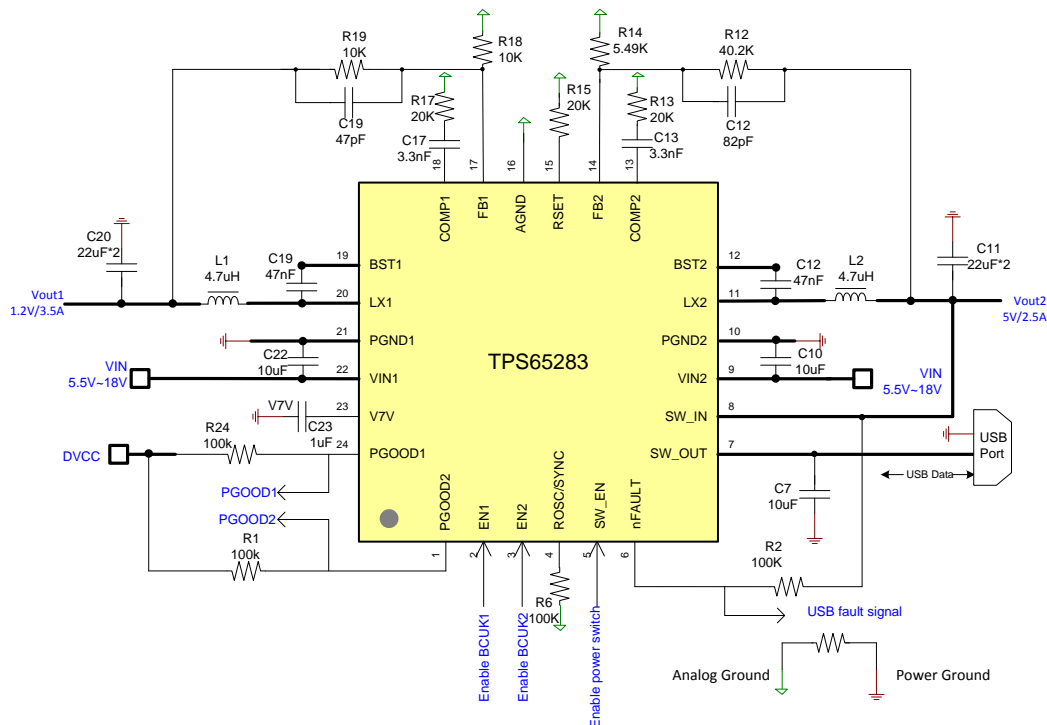 R19
10K
C19
47pF
R18
10K
R17
20K
C17
3.3nF
R14
5.49K
R15
20K
R13
20K
C13
3.3nF
R12
40.2K
C12
82pF
18
17
16
15
14
13
COMP1
FB1
AGND
RSET
FB2
COMP2
C20
22uF*2
L1
4.7uH
C19
47nF
19
BST1
20
LX1
Vout1
1.2V/3.5A
21
PGND1
C22
10uF
VIN
5.5V~18V
22
VIN1
V7V
23
V7V
C23
1uF
24
PGOOD1
R24
100k
DVCC
PGOOD1
PGOOD2
R1
100k
TPS65283
BST2
12
C12
47nF
L2
4.7uH
C11
22uF*2
LX2
11
Vout2
5V/2.5A
PGND2
10
C10
10uF
VIN2
9
VIN
5.5V~18V
SW_IN
8
SW_OUT
7
USB
Port
USB Data
C7
10uF
PGOOD2
EN1
EN2
ROSC/SYNC
SW_EN
nFAULT
1
2
3
4
5
6
R6
100K
R2
100K
Enable BCUK1
Enable BCUK2
Enable power switch
USB fault signal
Analog Ground
Power Ground